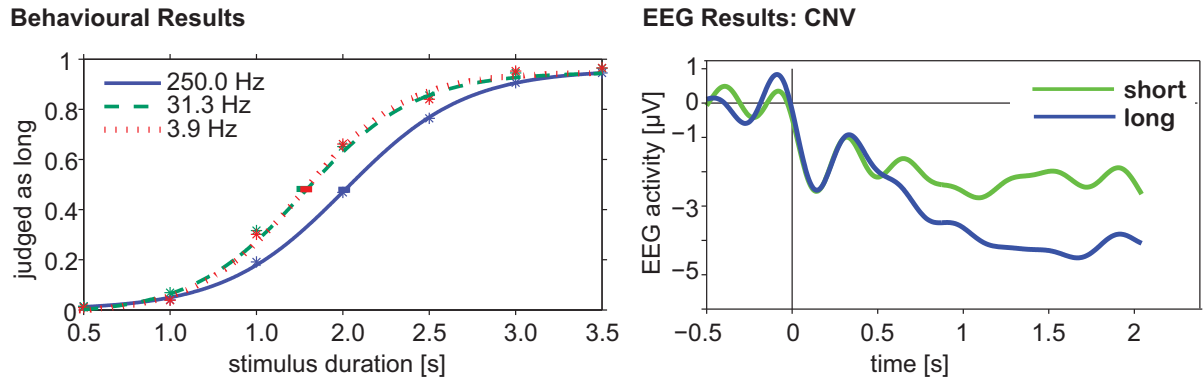 Behavioural Results
1
0.8
0.6
0.4
0.2
0
judged as long
250.0 Hz
31.3 Hz
3.9 Hz
0.5 1.0 1.0 2.0 2.5 3.0 3.5
stimulus duration [s]
EEG Results: CNV
1
0
−1
−3
−5
EEG activity [µV]
short
long
−0.5 0 0.5 1 1.5 2
time [s]